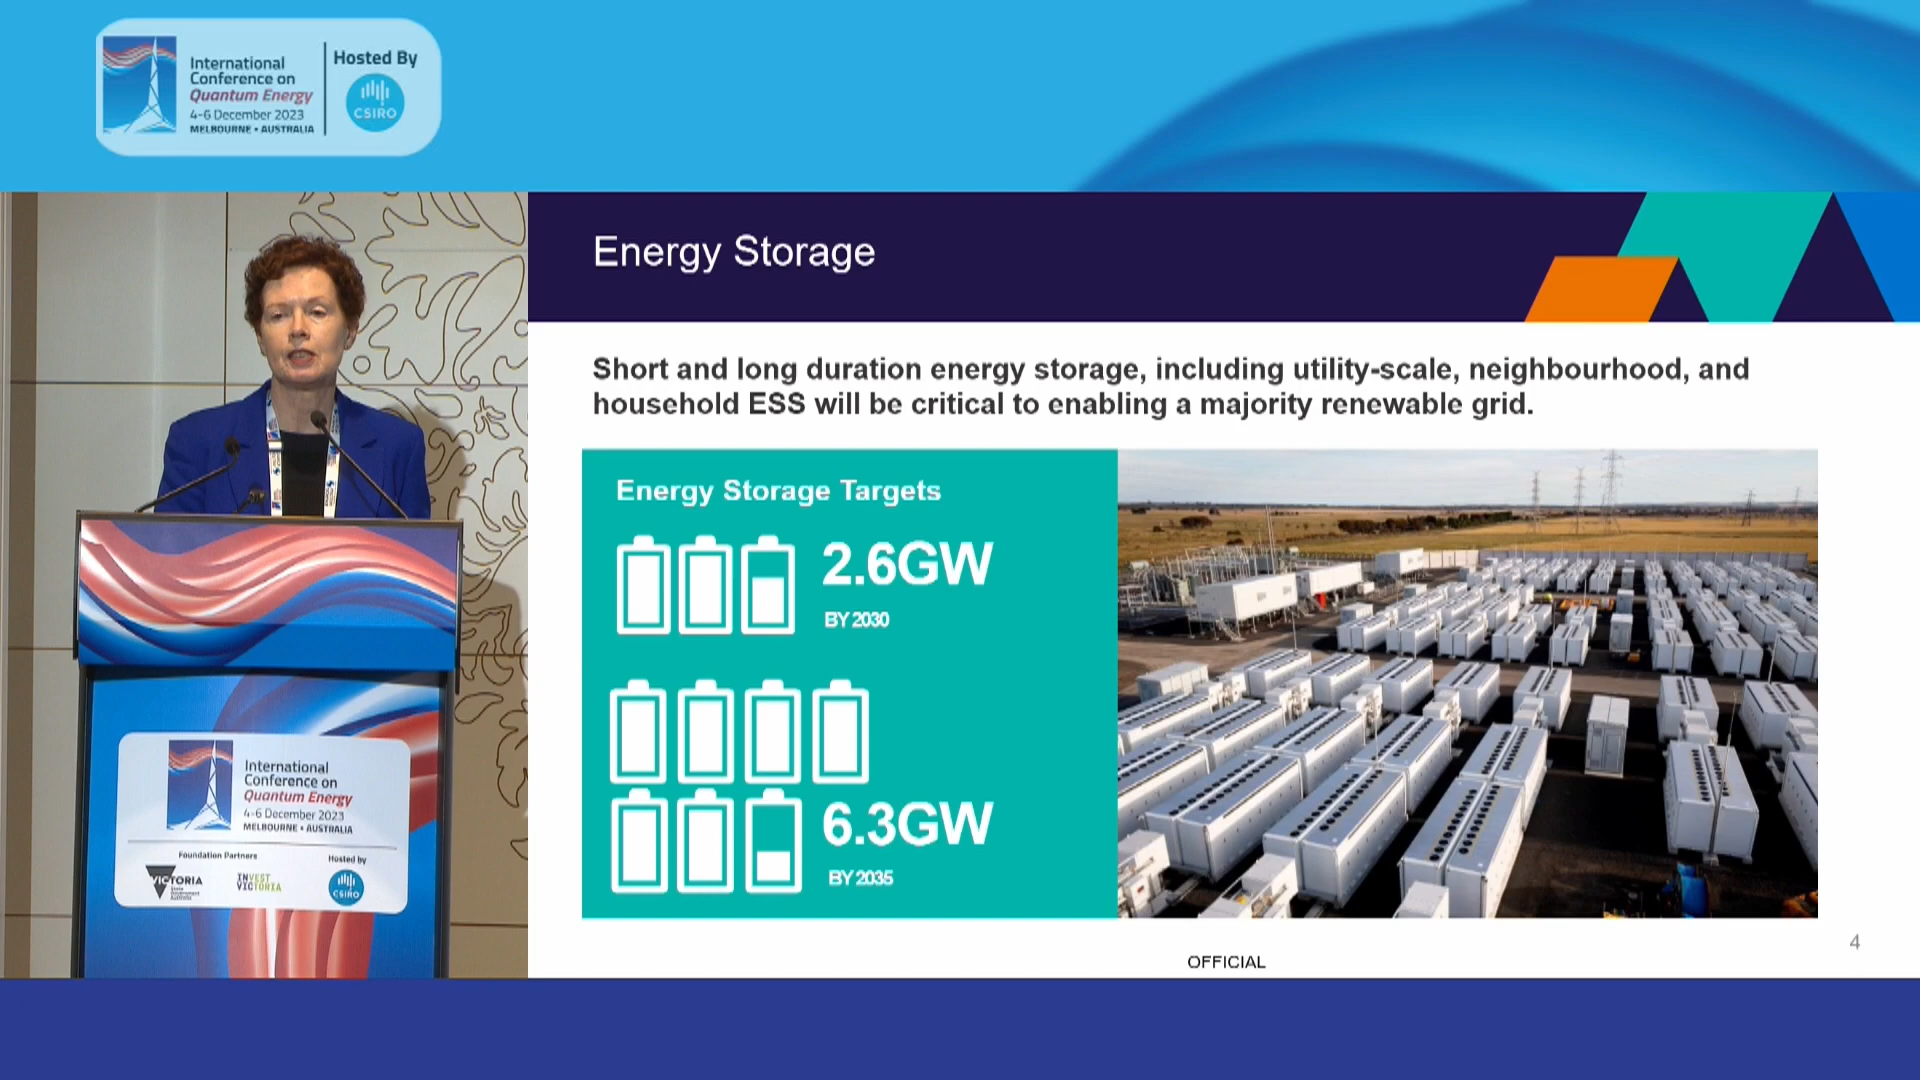 International
Conference on
Quantum Energy
4-6 December 2023
MELBOURNE • AUSTRALIA
Hosted By
CSIRO
Energy Storage
Short and long duration energy storage, including utility-scale, neighbourhood, and
household ESS will be critical to enabling a majority renewable grid.
Energy Storage Targets
2.6GW
BY 2030
6.3GW
BY 2035
4
OFFICIAL
International
Conference on
Quantum Energy
4-6 December 2023
MELBOURNE • AUSTRALIA
Foundation Partners
Hosted by
VICTORIA
State
Government
Australia
INVEST
VICTORIA
CSIRO